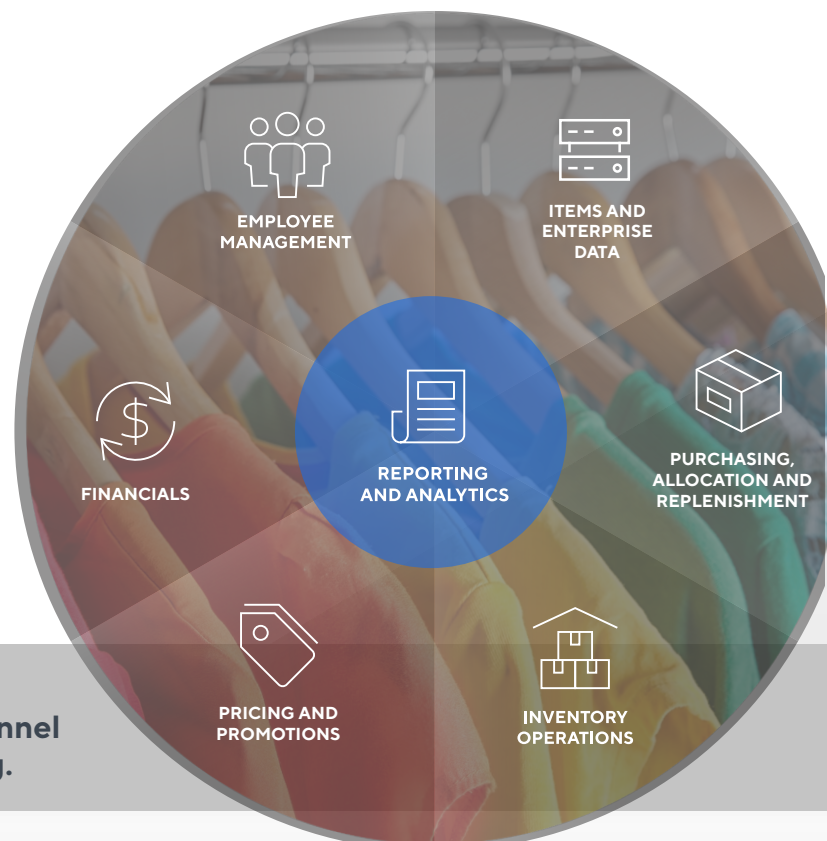 EMPLOYEE
MANAGEMENT
ITEMS AND
ENTERPRISE
DATA
FINANCIALS
REPORTING
AND ANALYTICS
PURCHASING,
ALLOCATION AND
REPLENISHMENT
PRICING AND
PROMOTIONS
INVENTORY
OPERATIONS